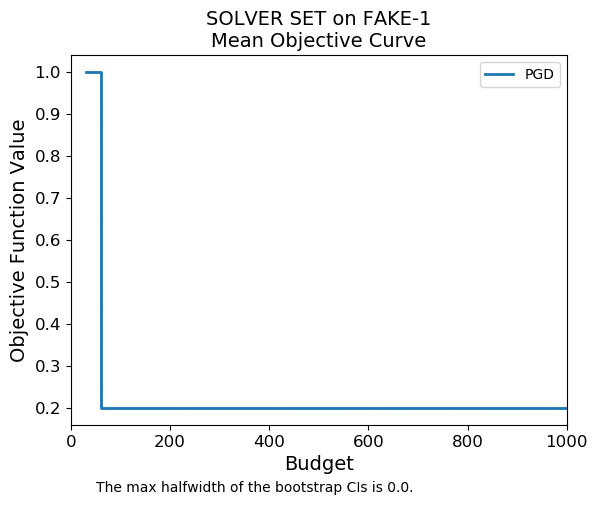 SOLVER SET on FAKE-1
Mean Objective Curve
PGD
Objective Function Value
1.0
0.9
0.8
0.7
0.6
0.5
0.4
0.3
0.2
0 200 400 600 800 1000
Budget
The max halfwidth of the bootstrap CIs is 0.0.